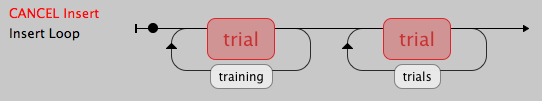 CANCEL Insert
Insert Loop
trial
trial
training
trials